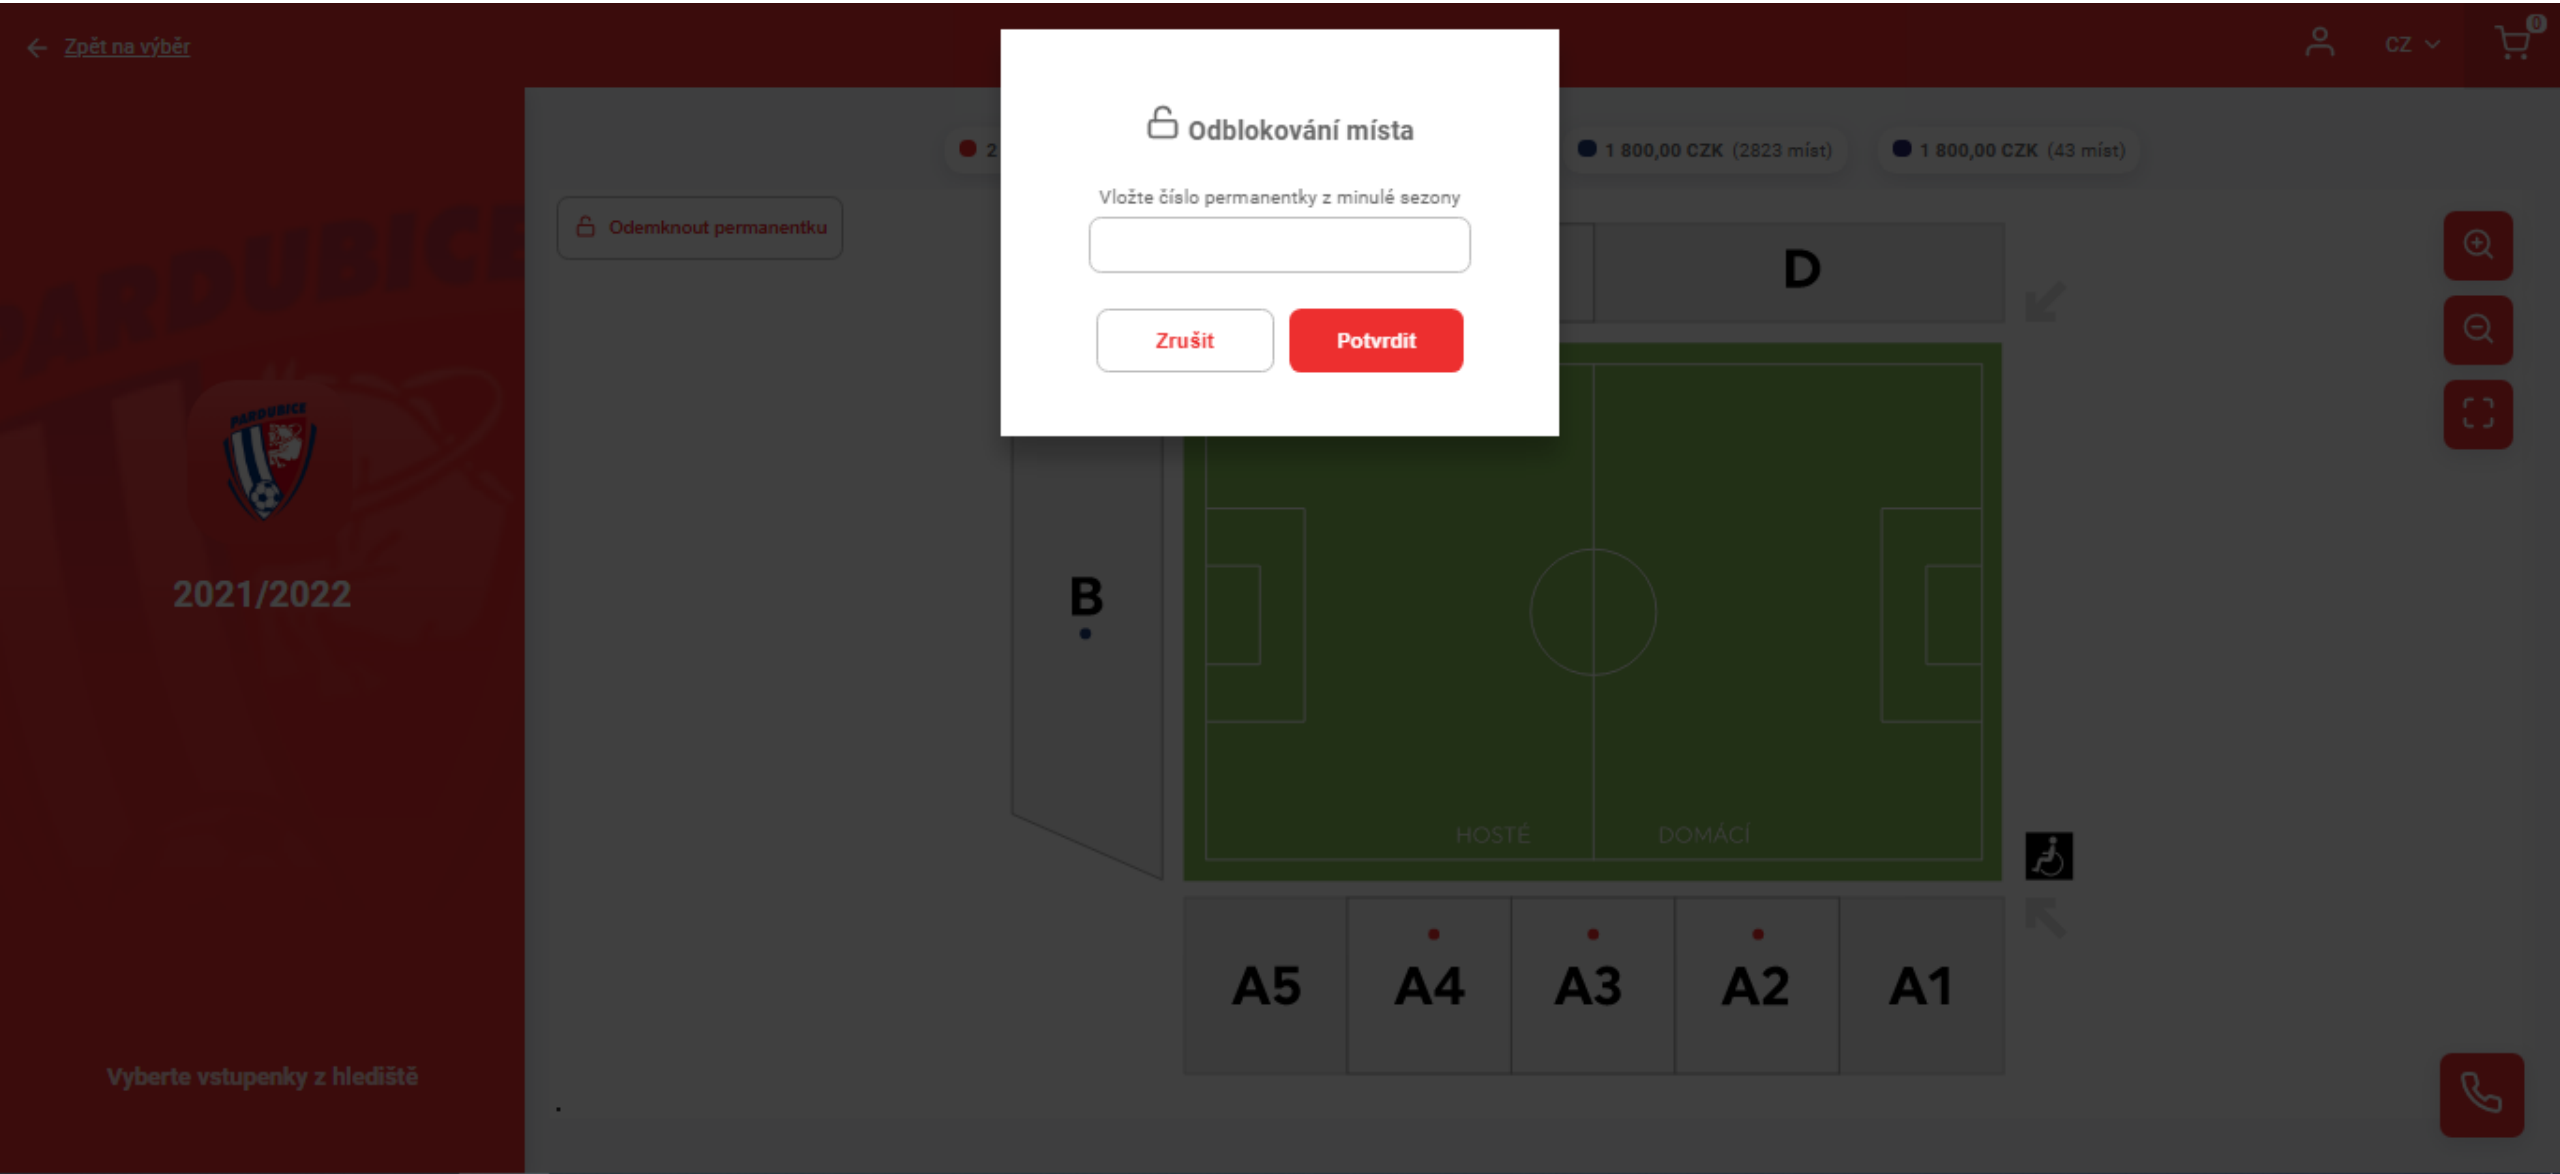 Zpět na výběr
CZ
0
Odblokování místa
2
1 800,00 CZK (2823 míst)
1 800,00 CZK (43 míst)
Vložte číslo permanentky z minulé sezony
Odemknout permanentku
Zrušit
Potvrdit
D
PARDUBICE
PARDUBICE
2021/2022
B
HOSTÉ
DOMÁCÍ
A5
A4
A3
A2
A1
Vyberte vstupenky z hlediště
.